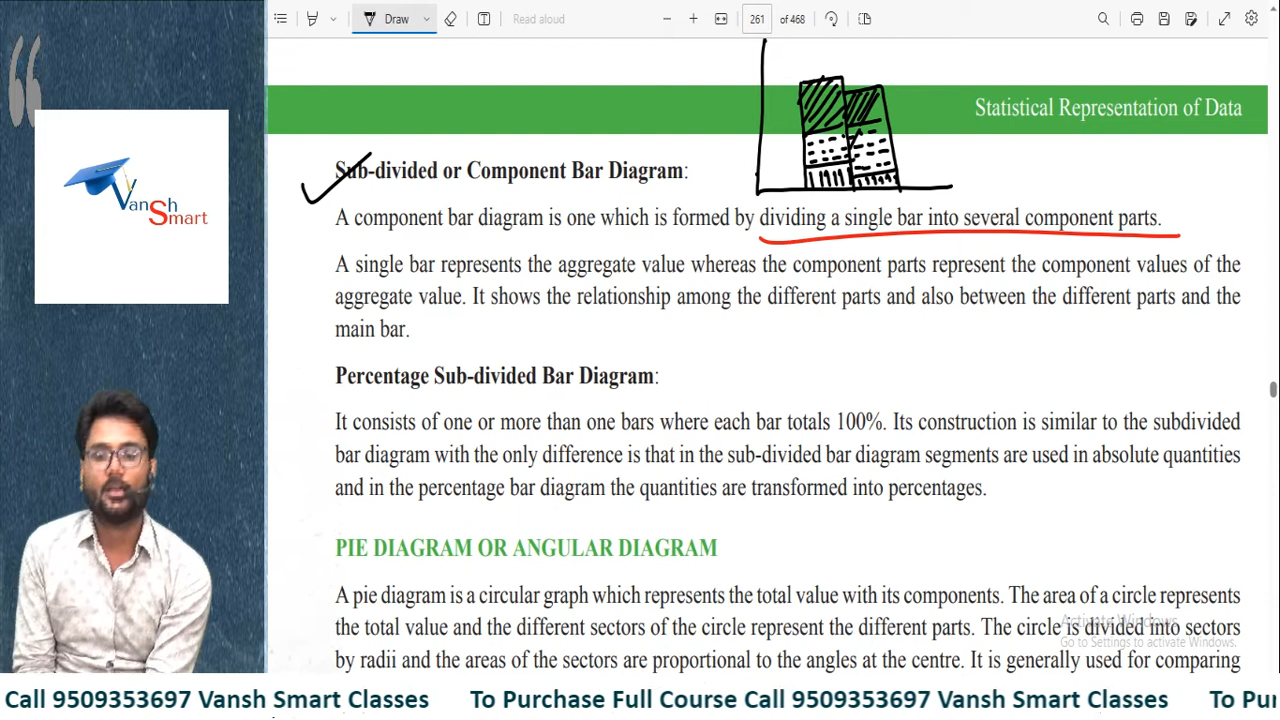 Draw
Read aloud
261
of 468
Statistical Representation of Data
Vansh
Smart
Sub-divided or Component Bar Diagram:
A component bar diagram is one which is formed by dividing a single bar into several component parts.
A single bar represents the aggregate value whereas the component parts represent the component values of the
aggregate value. It shows the relationship among the different parts and also between the different parts and the
main bar.
Percentage Sub-divided Bar Diagram:
It consists of one or more than one bars where each bar totals 100%. Its construction is similar to the subdivided
bar diagram with the only difference is that in the sub-divided bar diagram segments are used in absolute quantities
and in the percentage bar diagram the quantities are transformed into percentages.
PIE DIAGRAM OR ANGULAR DIAGRAM
A pie diagram is a circular graph which represents the total value with its components. The area of a circle represents
the total value and the different sectors of the circle represent the different parts. The circle is divided into sectors
by radii and the areas of the sectors are proportional to the angles at the centre. It is generally used for comparing
Activate Windows
Go to Settings to activate Windows.
Call 9509353697 Vansh Smart Classes To Purchase Full Course Call 9509353697 Vansh Smart Classes To Pu